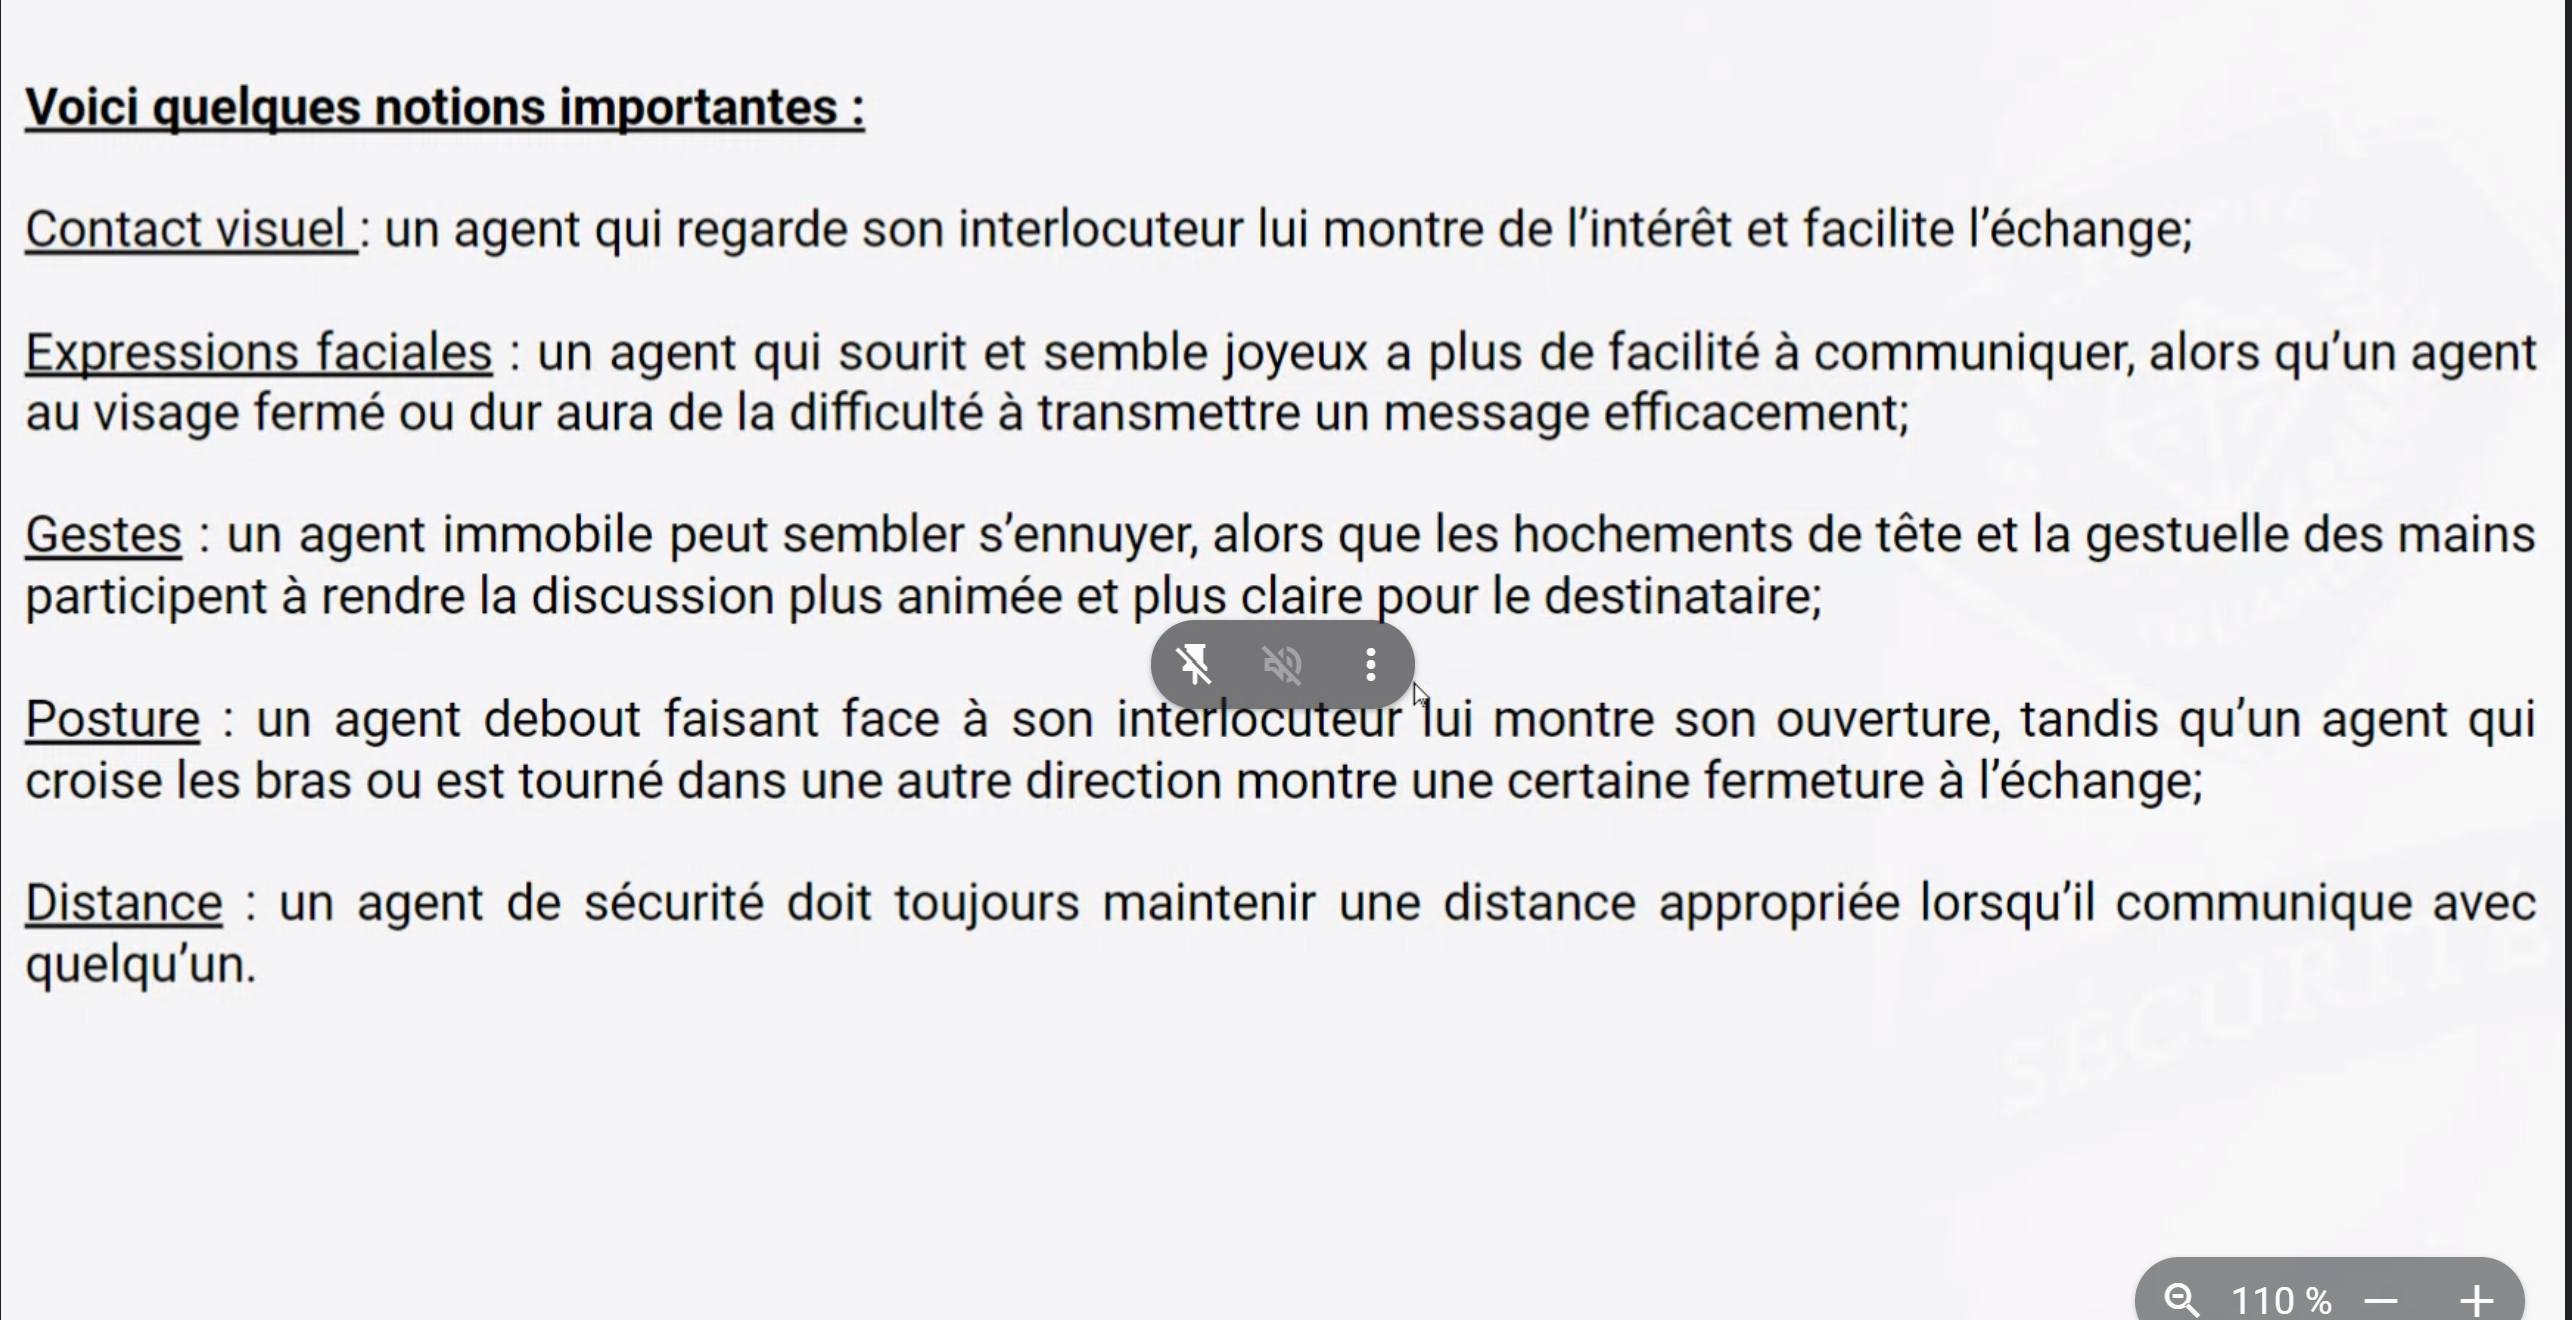 Voici quelques notions importantes :
Contact visuel : un agent qui regarde son interlocuteur lui montre de l’intérêt et facilite l’échange;
Expressions faciales : un agent qui sourit et semble joyeux a plus de facilité à communiquer, alors qu’un agent
au visage fermé ou dur aura de la difficulté à transmettre un message efficacement;
Gestes : un agent immobile peut sembler s’ennuyer, alors que les hochements de tête et la gestuelle des mains
participent à rendre la discussion plus animée et plus claire pour le destinataire;
Posture : un agent debout faisant face à son interlocuteur lui montre son ouverture, tandis qu’un agent qui
croise les bras ou est tourné dans une autre direction montre une certaine fermeture à l’échange;
Distance : un agent de sécurité doit toujours maintenir une distance appropriée lorsqu’il communique avec
quelqu’un.
SÉCURITÉ
110 %